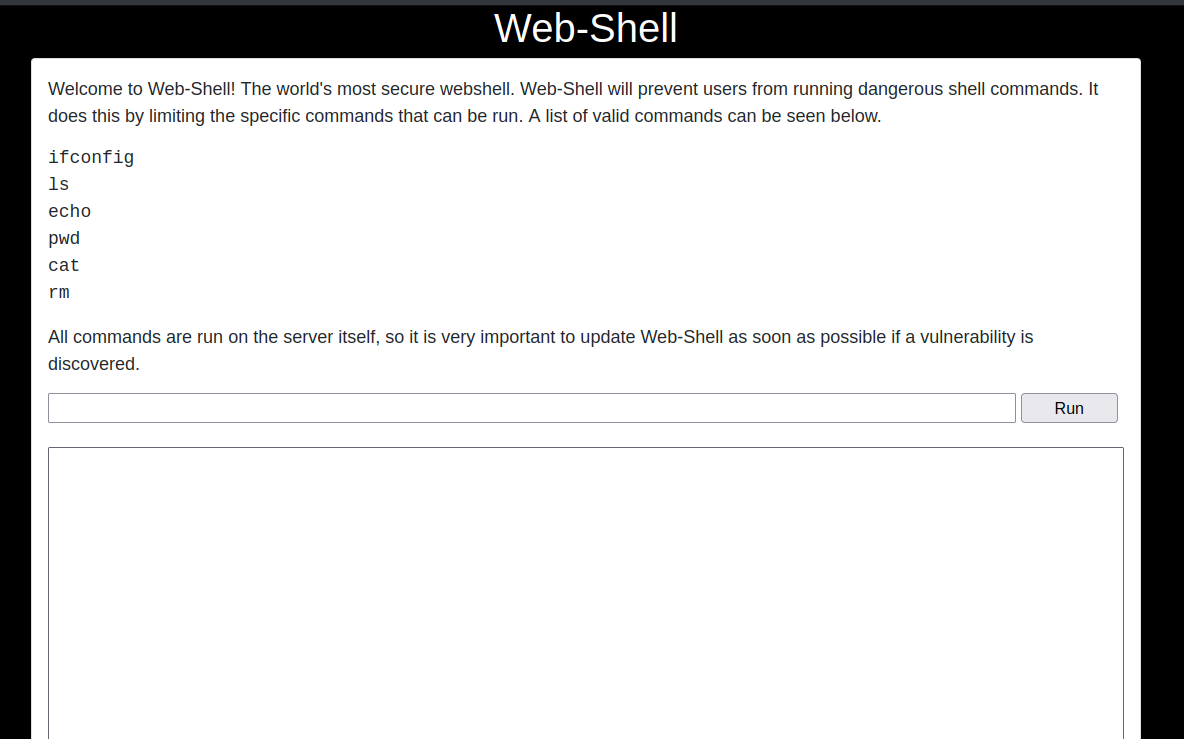 Web-Shell
Welcome to Web-Shell! The world's most secure webshell. Web-Shell will prevent users from running dangerous shell commands. It
does this by limiting the specific commands that can be run. A list of valid commands can be seen below.
ifconfig
ls
echo
pwd
cat
rm
All commands are run on the server itself, so it is very important to update Web-Shell as soon as possible if a vulnerability is
discovered.
Run